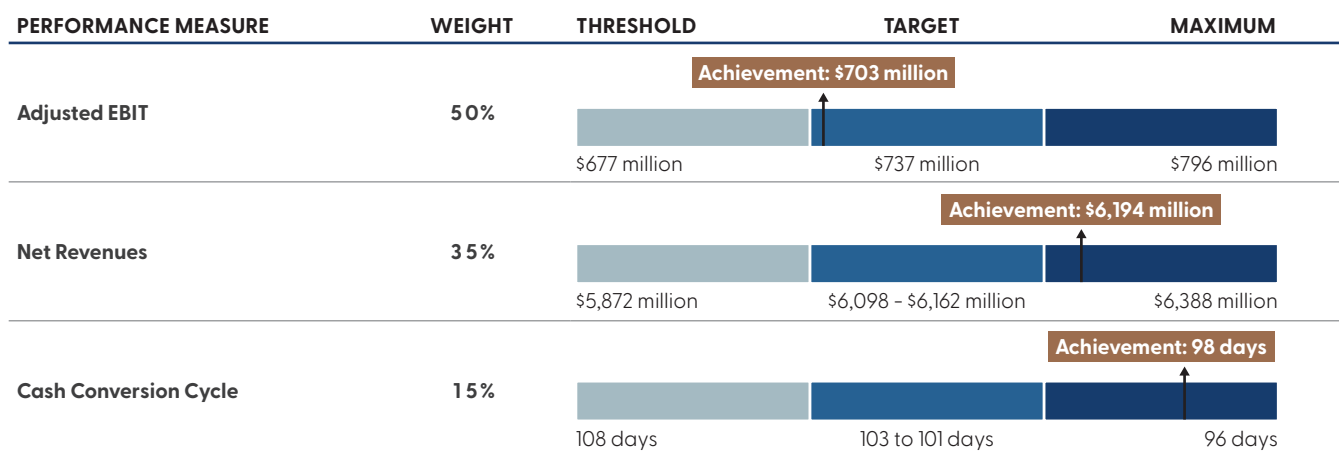 PERFORMANCE MEASURE WEIGHT THRESHOLD TARGET MAXIMUM
Achievement: $703 million
Adjusted EBIT 50%
$677 million $737 million $796 million
Achievement: $6,194 million
Net Revenues 35%
$5,872 million $6,098 - $6,162 million $6,388 million
Achievement: 98 days
Cash Conversion Cycle 15%
108 days 103 to 101 days 96 days